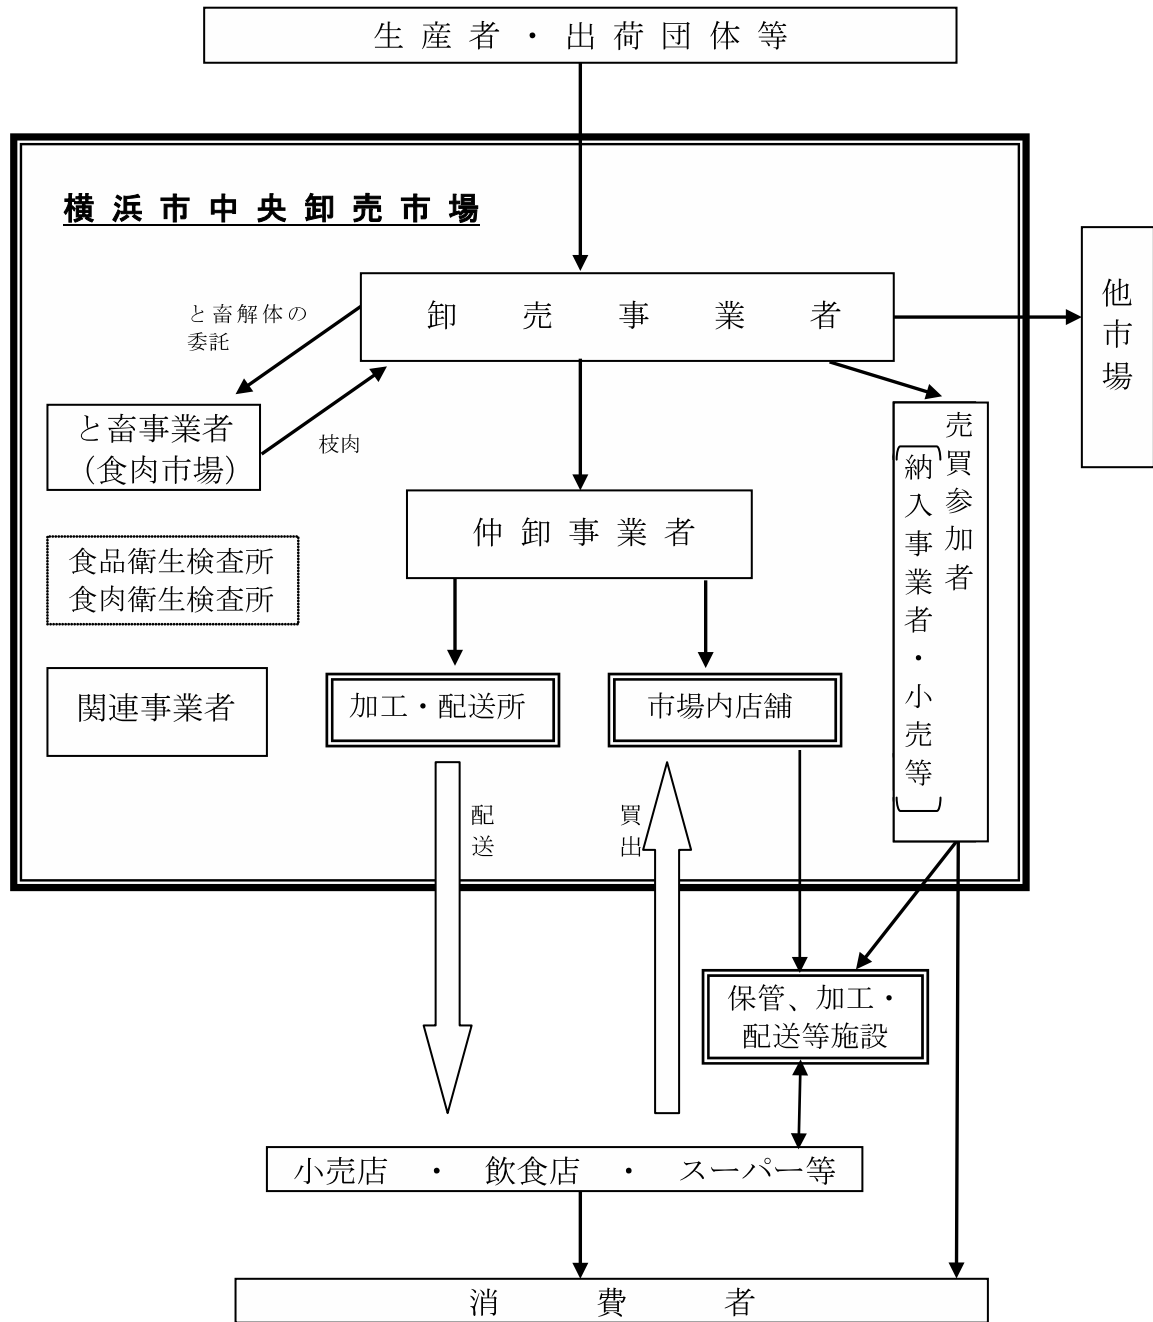 生産者・出荷団体等
横浜市中央卸売市場
卸売事業者
他市場
と畜解体の
委託
と畜事業者
（食肉市場）
枝肉
売買参加者
納入事業者・小売等
仲卸事業者
食品衛生検査所
食肉衛生検査所
関連事業者
加工・配送所
市場内店舗
配送
買出
保管、加工・
配送等施設
小売店 ・ 飲食店 ・ スーパー等
消費者